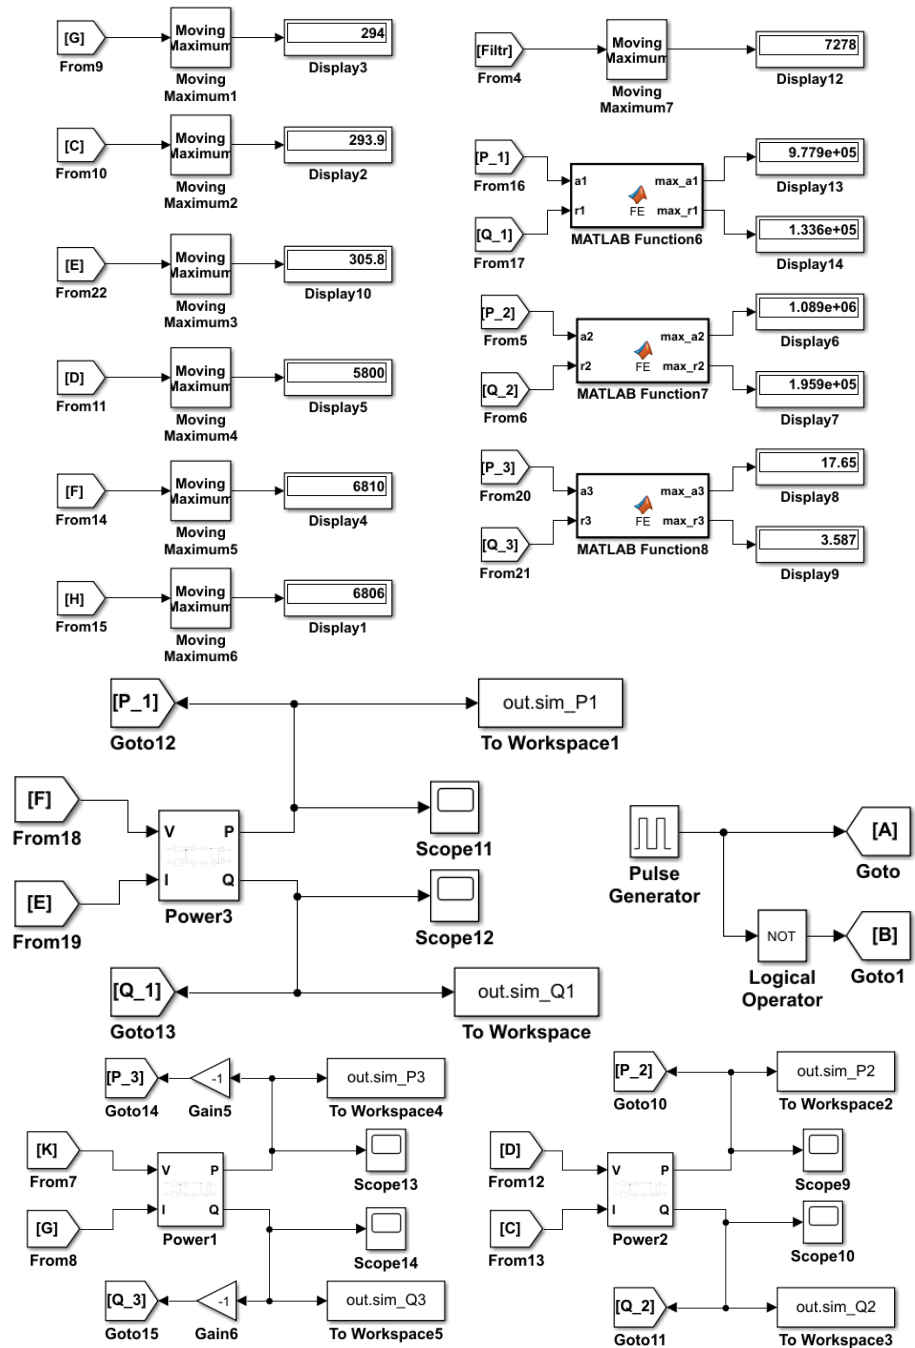 [G]
From9
Moving
Maximum
Moving
Maximum1
294
Display3
[C]
From10
Moving
Maximum
Moving
Maximum2
293.9
Display2
[E]
From22
Moving
Maximum
Moving
Maximum3
305.8
Display10
[D]
From11
Moving
Maximum
Moving
Maximum4
5800
Display5
[F]
From14
Moving
Maximum
Moving
Maximum5
6810
Display4
[H]
From15
Moving
Maximum
Moving
Maximum6
6806
Display1
[Filtr]
From4
Moving
Maximum
Moving
Maximum7
7278
Display12
[P_1]
From16
[Q_1]
From17
a1
r1
FE
max_a1
max_r1
MATLAB Function6
9.779e+05
Display13
1.336e+05
Display14
[P_2]
From5
[Q_2]
From6
a2
r2
FE
max_a2
max_r2
MATLAB Function7
1.089e+06
Display6
1.959e+05
Display7
[P_3]
From20
[Q_3]
From21
a3
r3
FE
max_a3
max_r3
MATLAB Function8
17.65
Display8
3.587
Display9
[P_1]
Goto12
out.sim_P1
To Workspace1
[F]
From18
[E]
From19
V P
I Q
Power3
Scope11
Scope12
[Q_1]
Goto13
out.sim_Q1
To Workspace
Pulse
Generator
[A]
Goto
NOT
Logical
Operator
[B]
Goto1
[P_3]
Goto14
-1
Gain5
out.sim_P3
To Workspace4
[K]
From7
[G]
From8
V P
I Q
Power1
Scope13
Scope14
[Q_3]
Goto15
-1
Gain6
out.sim_Q3
To Workspace5
[P_2]
Goto10
out.sim_P2
To Workspace2
[D]
From12
[C]
From13
V P
I Q
Power2
Scope9
Scope10
[Q_2]
Goto11
out.sim_Q2
To Workspace3